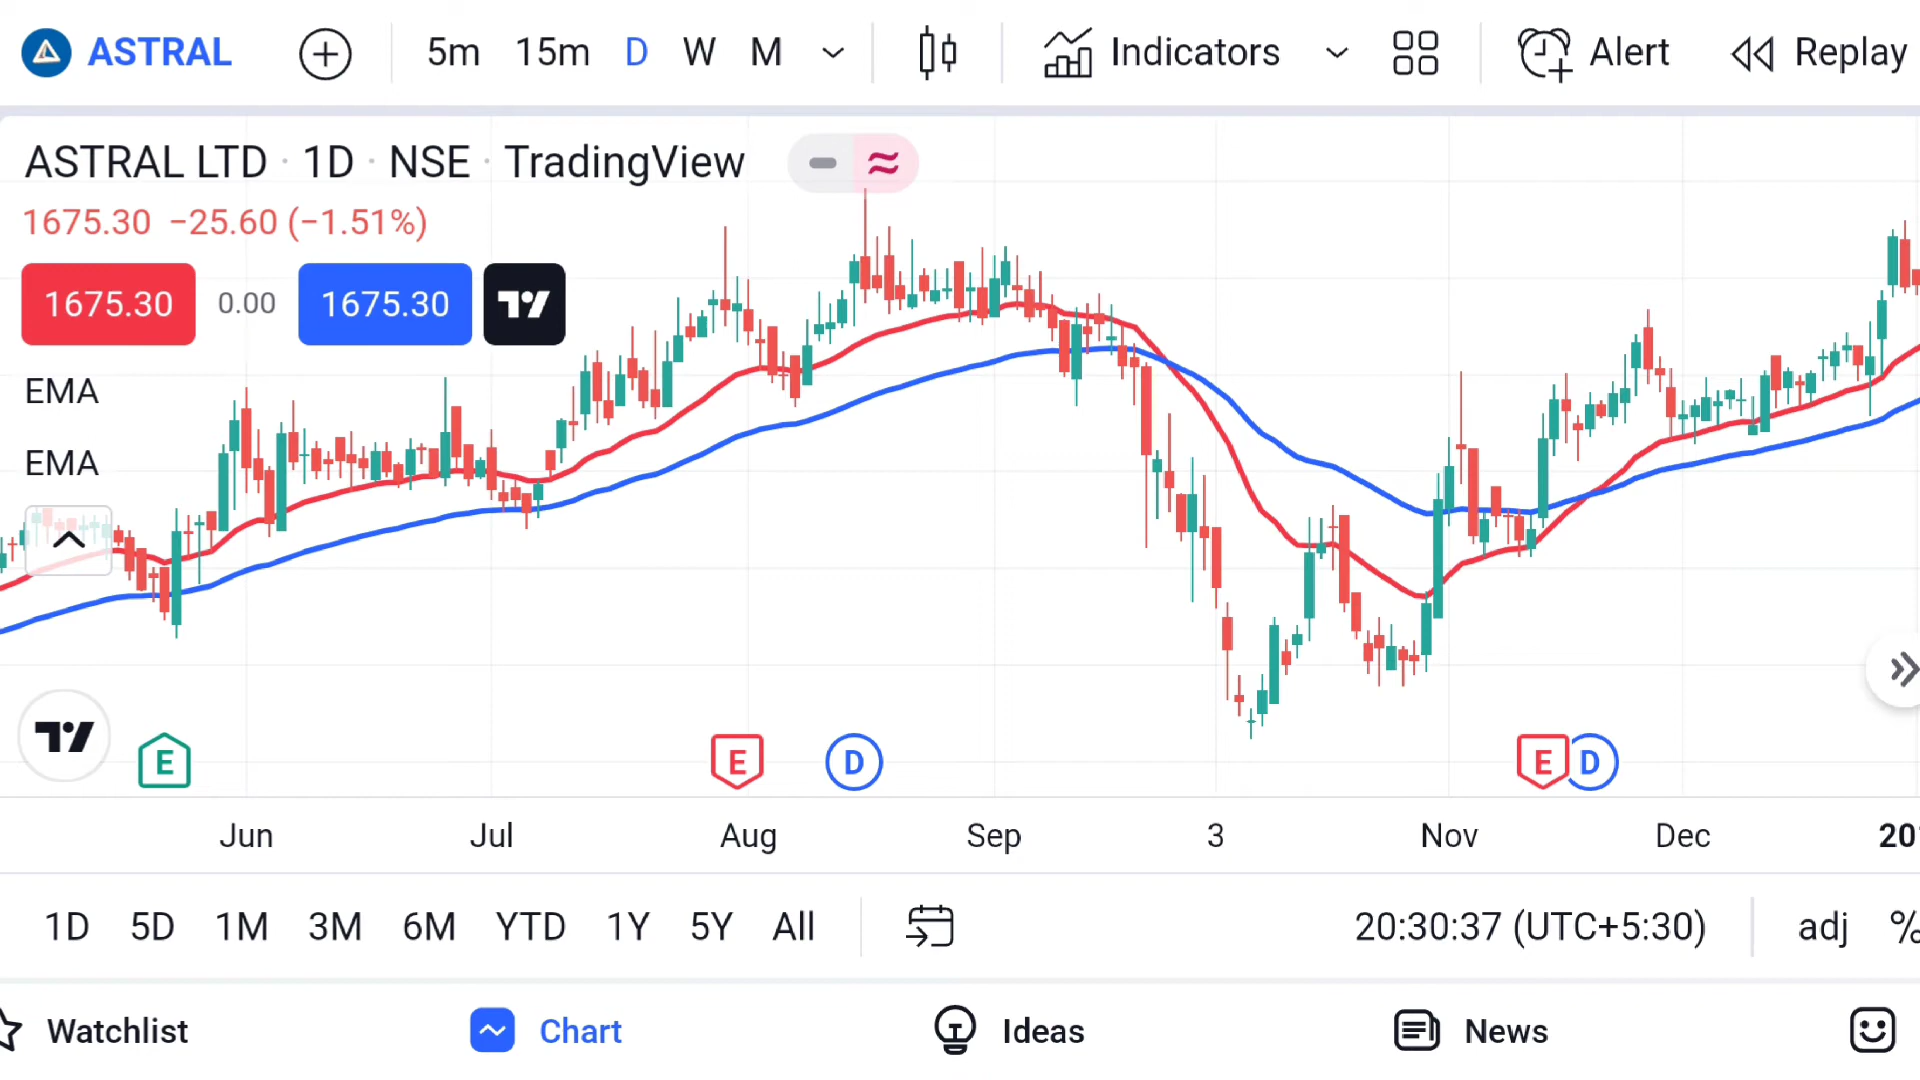 ASTRAL 5m 15m D W M Indicators Alert Replay
ASTRAL LTD · 1D · NSE · TradingView
1675.30 −25.60 (−1.51%)
1675.30 0.00 1675.30
EMA
EMA
E E D E D
Jun Jul Aug Sep 3 Nov Dec
1D 5D 1M 3M 6M YTD 1Y 5Y All 20:30:37 (UTC+5:30) adj %
Watchlist Chart Ideas News